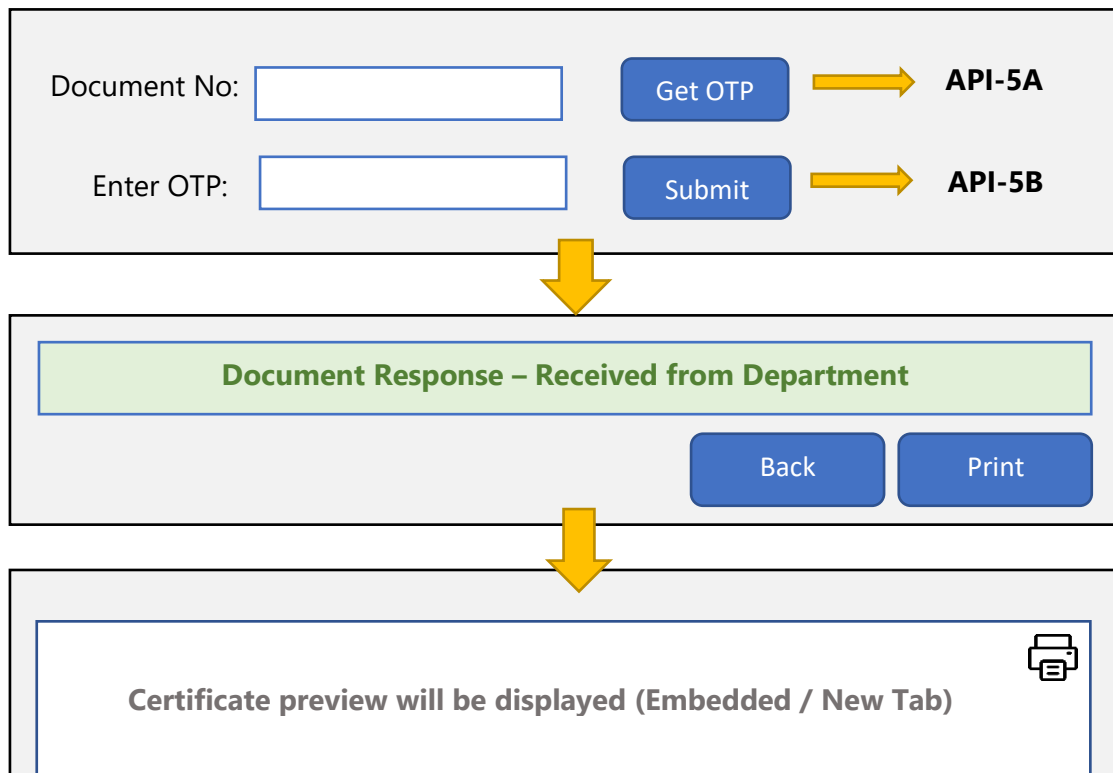 Document No: Get OTP API-5A
Enter OTP: Submit API-5B
Document Response – Received from Department
Back Print
Certificate preview will be displayed (Embedded / New Tab)